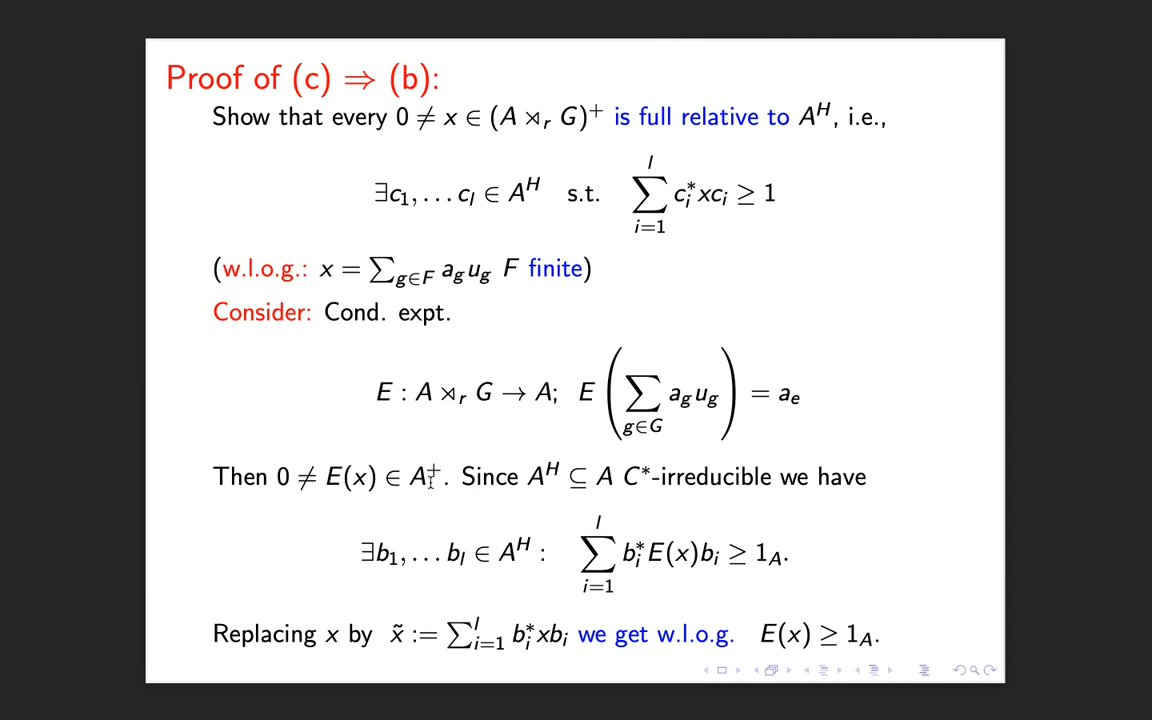 Proof of (c) ⇒ (b):
Show that every 0 ≠ x ∈ (A ⋊_r G)^+ is full relative to A^H, i.e.,
∃c_1, … c_l ∈ A^H s.t. ∑_{i=1}^{l} c_i^* x c_i ≥ 1
(w.l.o.g.: x = ∑_{g∈F} a_g u_g F finite)
Consider: Cond. expt.
E : A ⋊_r G → A; E (∑_{g∈G} a_g u_g) = a_e
Then 0 ≠ E(x) ∈ A^+. Since A^H ⊆ A C*-irreducible we have
∃b_1, … b_l ∈ A^H : ∑_{i=1}^{l} b_i^* E(x) b_i ≥ 1_A.
Replacing x by x̃ := ∑_{i=1}^{l} b_i^* x b_i we get w.l.o.g. E(x) ≥ 1_A.